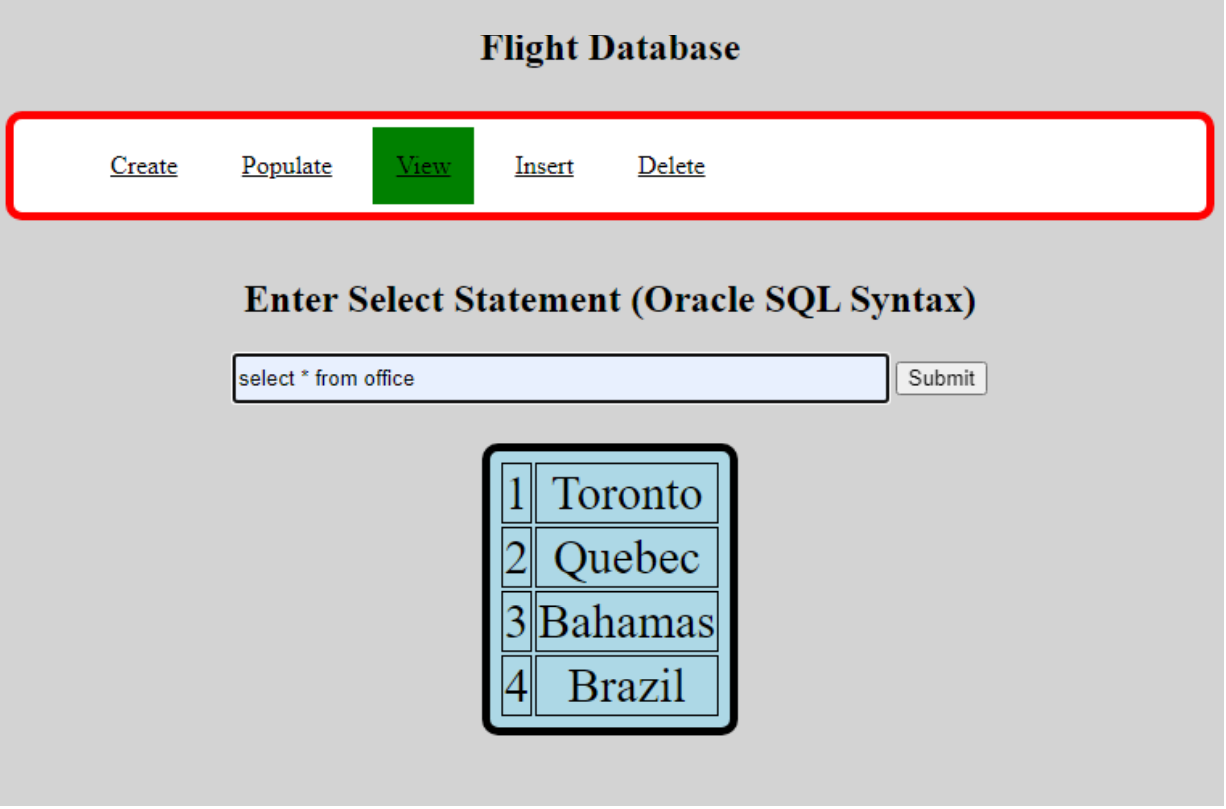 Flight Database
Create Populate View Insert Delete
Enter Select Statement (Oracle SQL Syntax)
select * from office Submit
1 Toronto
2 Quebec
3 Bahamas
4 Brazil